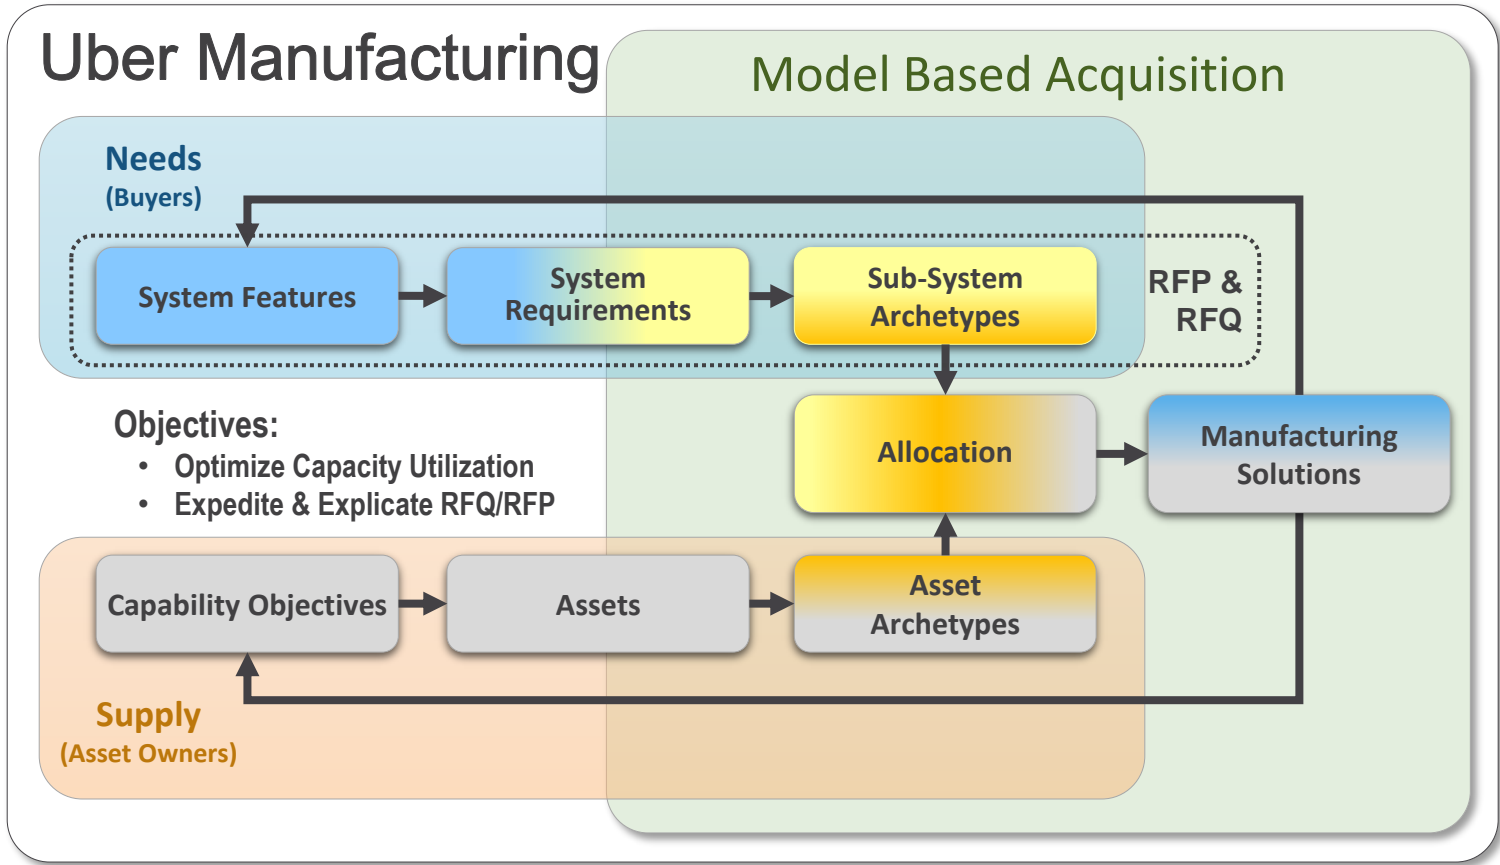 Uber Manufacturing
Model Based Acquisition
Needs
(Buyers)
System Features
System
Requirements
Sub-System
Archetypes
RFP &
RFQ
Objectives:
• Optimize Capacity Utilization
• Expedite & Explicate RFQ/RFP
Allocation
Manufacturing
Solutions
Capability Objectives
Assets
Asset
Archetypes
Supply
(Asset Owners)